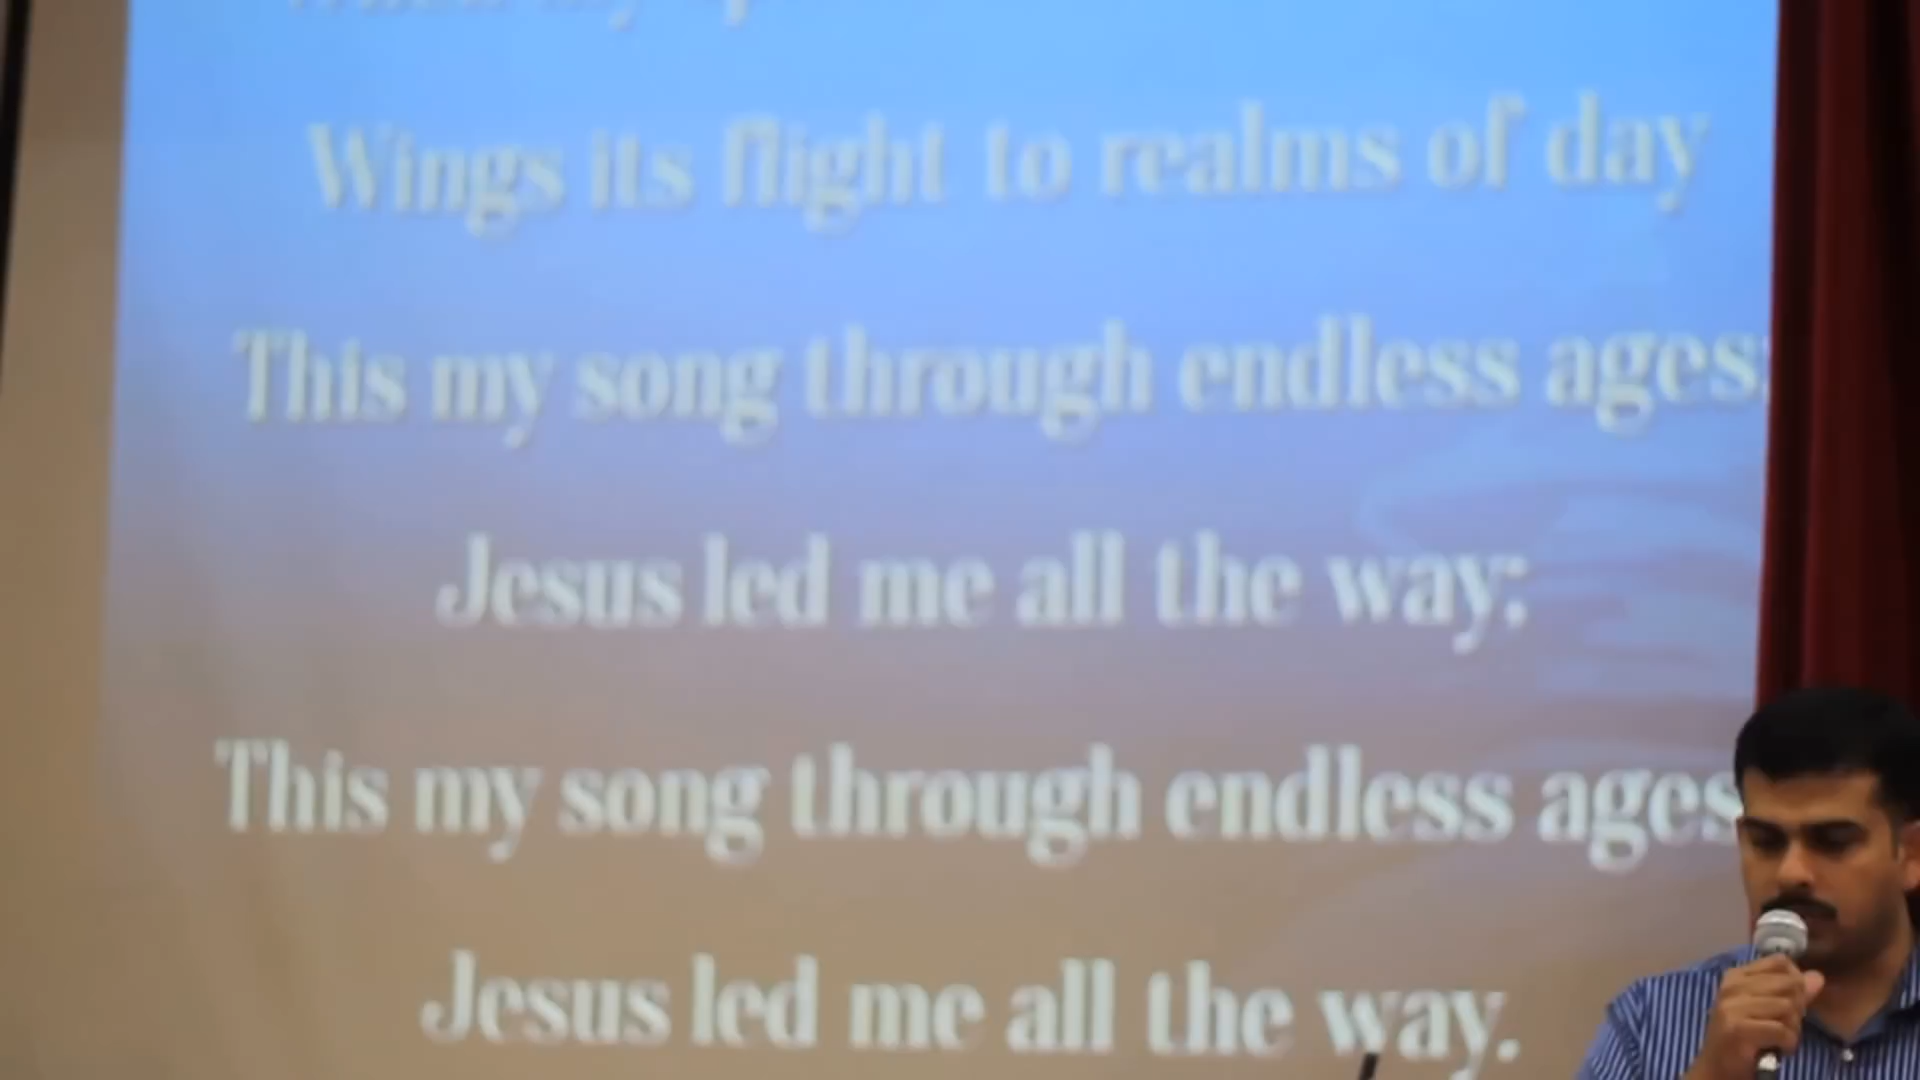 Wings its flight to realms of day
This my song through endless ages:
Jesus led me all the way;
This my song through endless ages
Jesus led me all the way.